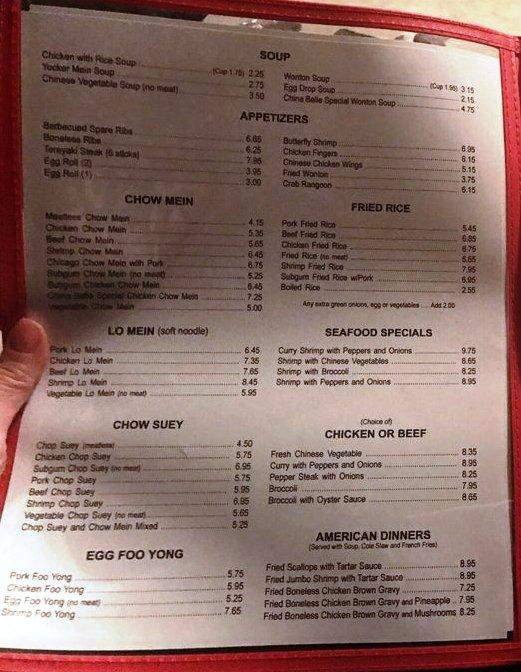 SOUP
Chicken with Rice Soup (Cup 1.75) 2.25
Yocker Mein Soup 2.75
Chinese Vegetable Soup (no meat) 3.50
Wonton Soup (Cup 1.95) 3.15
Egg Drop Soup 2.15
China Belle Special Wonton Soup 4.75
APPETIZERS
Barbecued Spare Ribs
Boneless Ribs 6.65
Tereyaki Steak (6 sticks) 6.25
Egg Roll (2) 7.95
Egg Roll (1) 3.95
3.00
Butterfly Shrimp 6.95
Chicken Fingers 6.15
Chinese Chicken Wings 5.15
Fried Wonton 3.75
Crab Rangoon 6.15
CHOW MEIN
Meatless Chow Mein 4.15
Chicken Chow Mein 5.35
Beef Chow Mein 5.65
Shrimp Chow Mein 6.45
Chicago Chow Mein with Pork 6.75
Subgum Chow Mein (no meat) 5.25
Subgum Chicken Chow Mein 6.45
China Belle Special Chicken Chow Mein 7.25
Vegetable Chow Mein 5.00
FRIED RICE
Pork Fried Rice 5.45
Beef Fried Rice 6.85
Chicken Fried Rice 6.75
Fried Rice (no meat) 5.65
Shrimp Fried Rice 7.95
Subgum Fried Rice w/Pork 6.95
Boiled Rice 2.55
Any extra green onions, egg or vegetables . . . Add 2.00
LO MEIN (soft noodle)
Pork Lo Mein 6.45
Chicken Lo Mein 7.35
Beef Lo Mein 7.65
Shrimp Lo Mein 8.45
Vegetable Lo Mein (no meat) 5.95
SEAFOOD SPECIALS
Curry Shrimp with Peppers and Onions 9.75
Shrimp with Chinese Vegetables 8.65
Shrimp with Broccoli 8.25
Shrimp with Peppers and Onions 8.95
CHOW SUEY
Chop Suey (meatless) 4.50
Chicken Chop Suey 5.75
Subgum Chop Suey (no meat) 6.95
Pork Chop Suey 5.75
Beef Chop Suey 5.95
Shrimp Chop Suey 6.95
Vegetable Chop Suey (no meat) 5.65
Chop Suey and Chow Mein Mixed 5.25
(Choice of)
CHICKEN OR BEEF
Fresh Chinese Vegetable 8.35
Curry with Peppers and Onions 8.95
Pepper Steak with Onions 8.25
Broccoli 7.95
Broccoli with Oyster Sauce 8.65
EGG FOO YONG
Pork Foo Yong 5.75
Chicken Foo Yong 5.95
Egg Foo Yong (no meat) 5.25
Shrimp Foo Yong 7.65
AMERICAN DINNERS
(Served with Soup, Cole Slaw and French Fries)
Fried Scallops with Tartar Sauce 8.95
Fried Jumbo Shrimp with Tartar Sauce 8.95
Fried Boneless Chicken Brown Gravy 7.25
Fried Boneless Chicken Brown Gravy and Pineapple 7.95
Fried Boneless Chicken Brown Gravy and Mushrooms 8.25